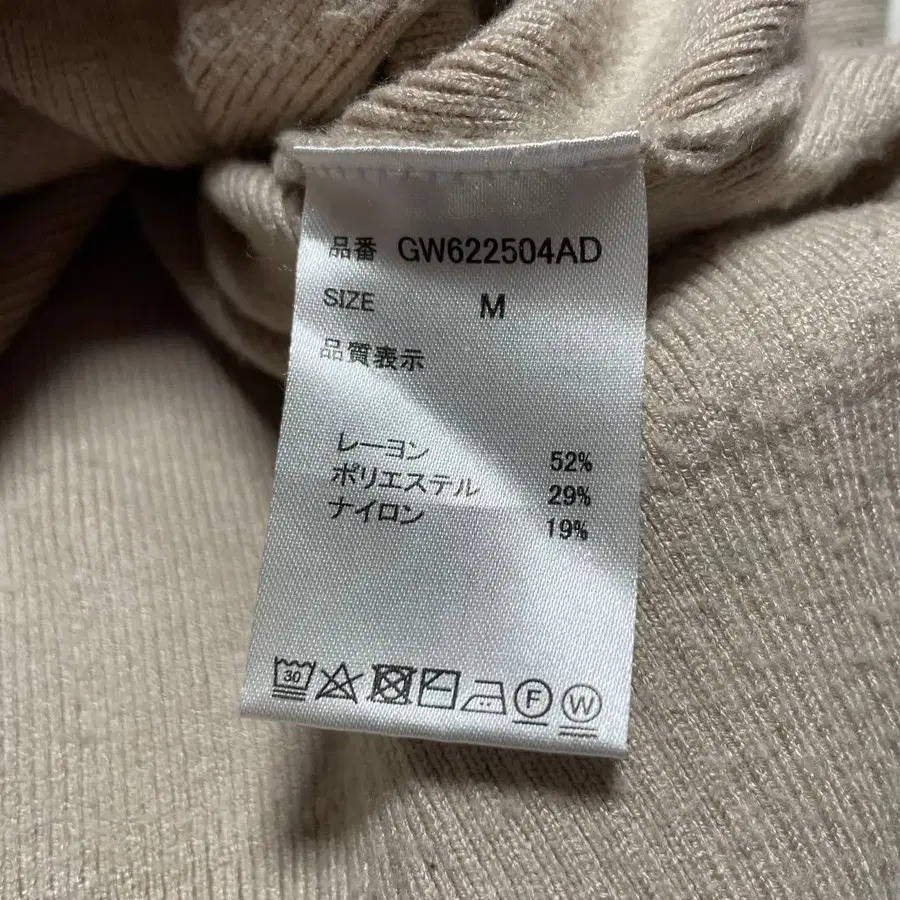 品番 GW622504AD
SIZE M
品質表示
レーヨン 52%
ポリエステル 29%
ナイロン 19%
30 F W